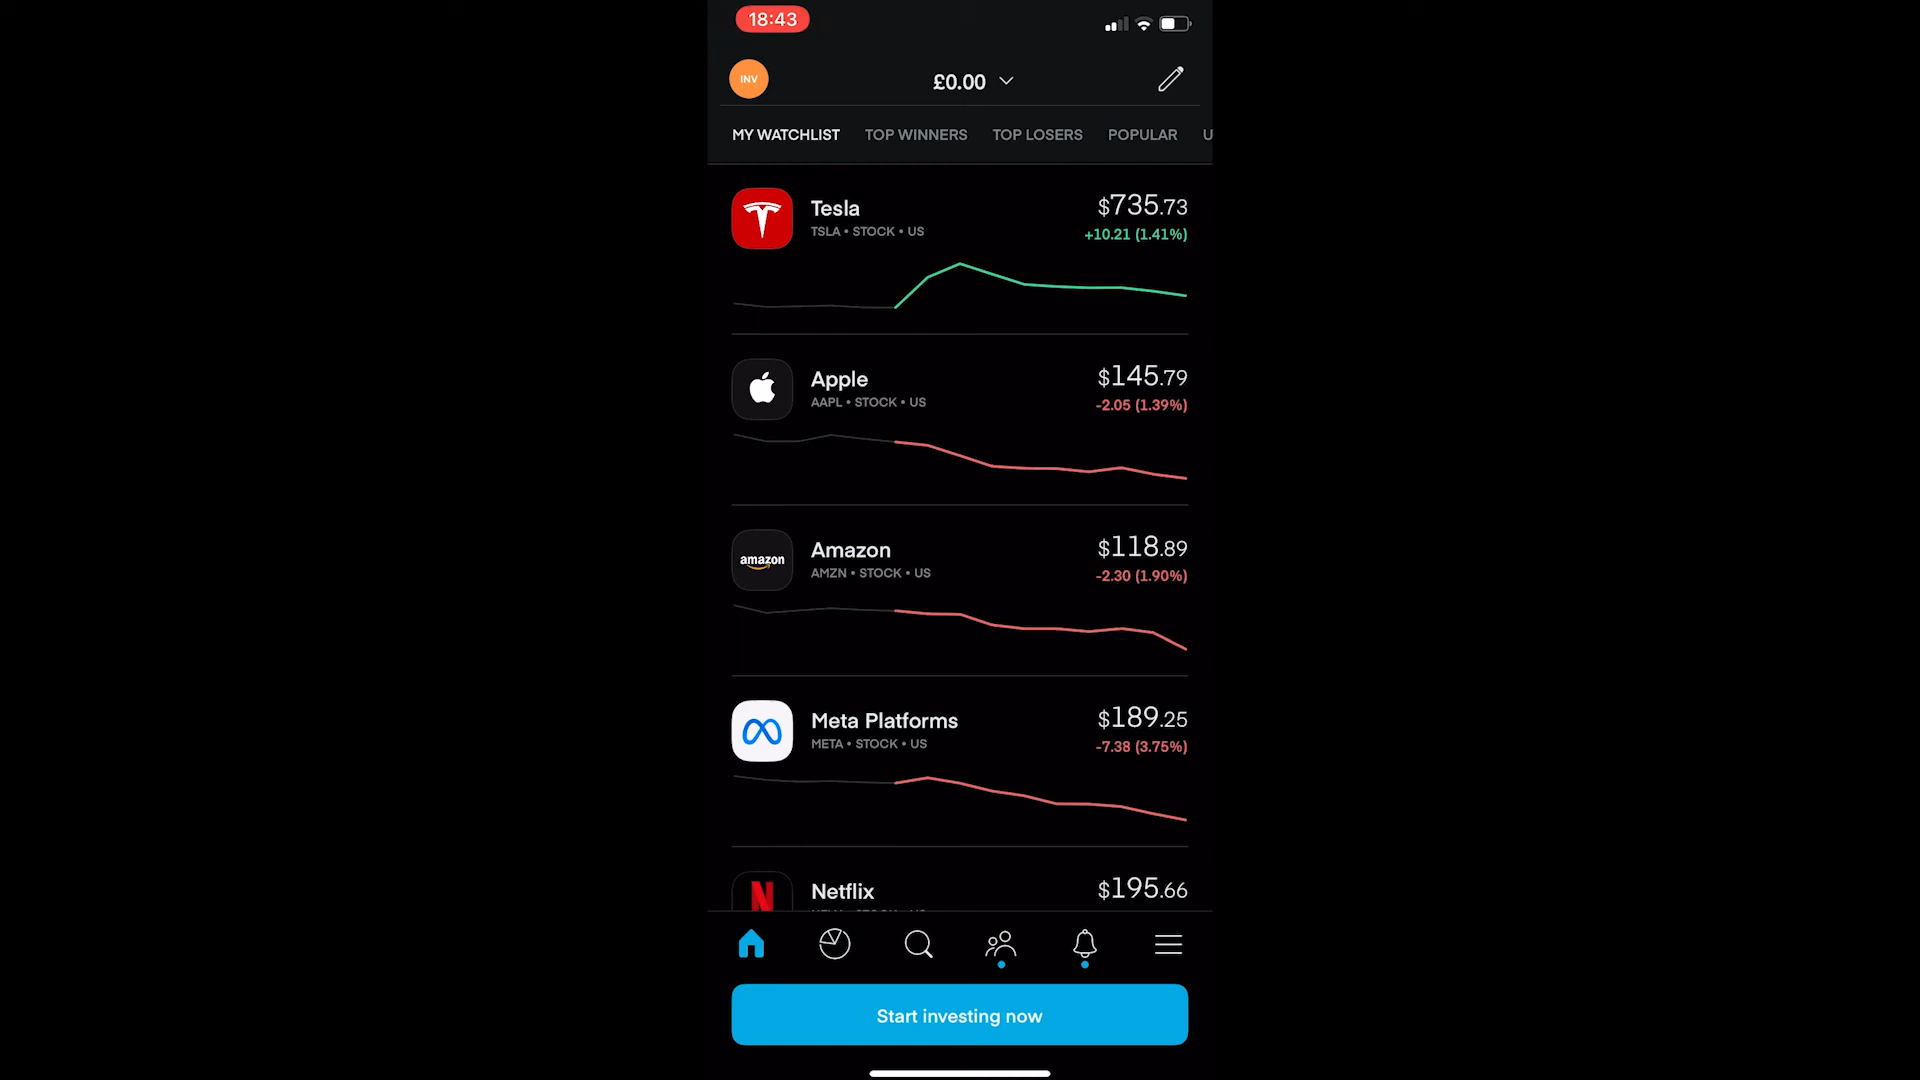 18:43
INV
£0.00
MY WATCHLIST TOP WINNERS TOP LOSERS POPULAR U
Tesla
$735.73
TSLA • STOCK • US
+10.21 (1.41%)
Apple
$145.79
AAPL • STOCK • US
-2.05 (1.39%)
amazon
Amazon
$118.89
AMZN • STOCK • US
-2.30 (1.90%)
Meta Platforms
$189.25
META • STOCK • US
-7.38 (3.75%)
N
Netflix
$195.66
Start investing now